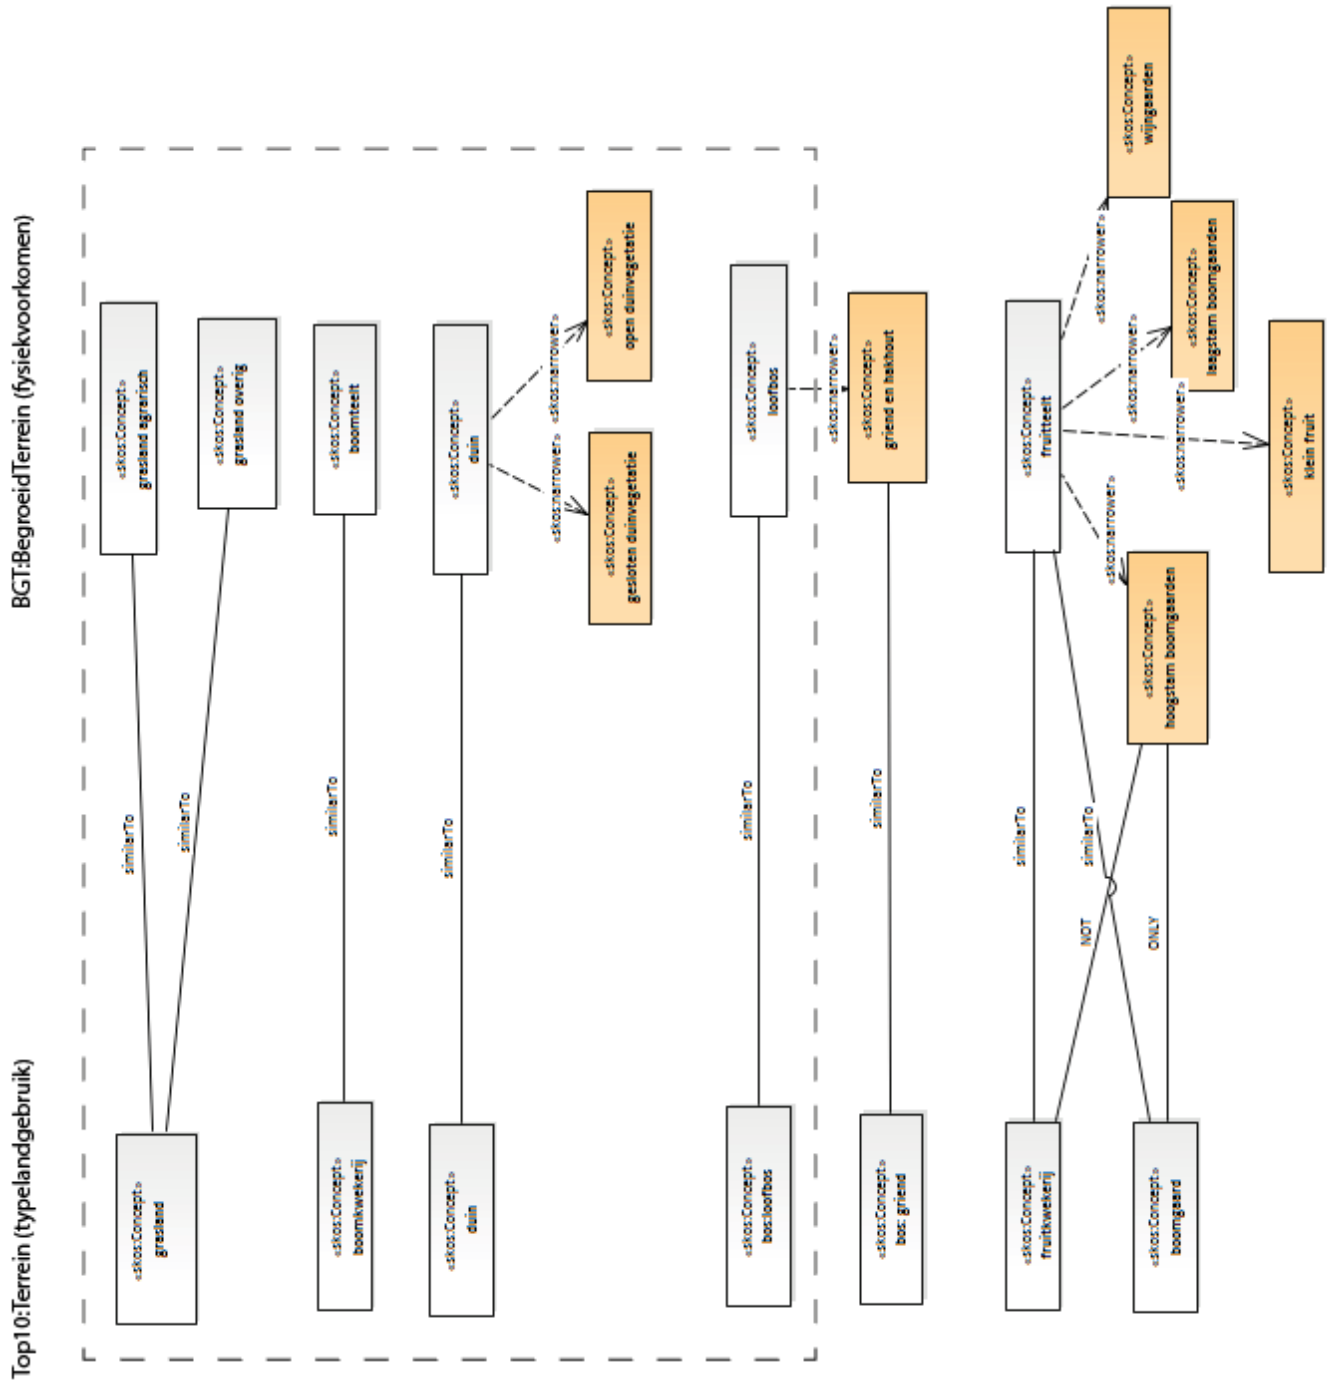 Top10:Terrein (typelandgebruik)
BGT:BegroeidTerrein (fysiekvoorkomen)
«skos:Concept»
grasland
similarTo
similarTo
«skos:Concept»
grasland agrarisch
«skos:Concept»
grasland overig
«skos:Concept»
boomkwekerij
similarTo
«skos:Concept»
boomteelt
«skos:Concept»
duin
similarTo
«skos:Concept»
duin
«skos:narrower»
«skos:narrower»
«skos:Concept»
gesloten duinvegetatie
«skos:Concept»
open duinvegetatie
«skos:Concept»
bos:loofbos
similarTo
«skos:Concept»
loofbos
«skos:narrower»
«skos:Concept»
bos: griend
similarTo
«skos:Concept»
griend en hakhout
«skos:Concept»
fruitkwekerij
similarTo
«skos:Concept»
fruitteelt
«skos:Concept»
boomgaard
NOT
similarTo
ONLY
«skos:narrower»
«skos:narrower»
«skos:narrower»
«skos:narrower»
«skos:Concept»
hoogstam boomgaarden
«skos:Concept»
laagstam boomgaarden
«skos:Concept»
wijngaarden
«skos:Concept»
klein fruit